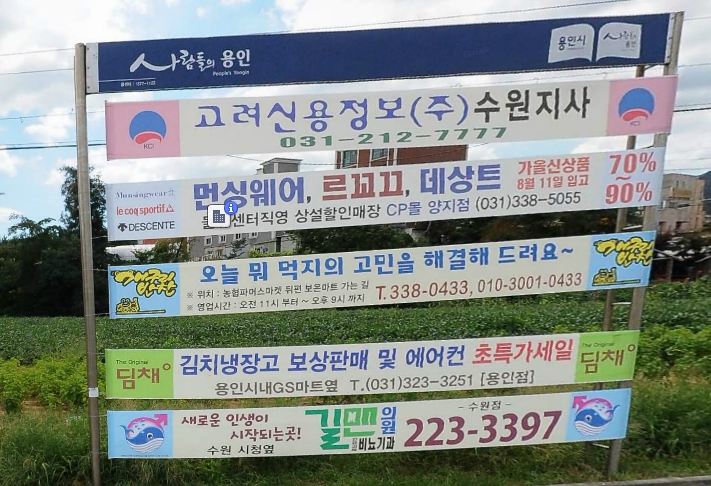 사람들의 용인
People's Yongin
용인시 사람들의 용인
KCI
고려신용정보(주)수원지사
KCI
031-212-7777
Munsingwear
le coq sportif
DESCENTE
먼싱웨어, 르꼬끄, 데상트
가을신상품
8월 11일 입고
70%
~
90%
센터직영 상설할인매장 CP몰 양지점 (031)338-5055
오늘 뭐 먹지의 고민을 해결해 드려요~
※ 위치 : 농협파머스마켓 뒤편 보온마트 가는 길
※ 영업시간 : 오전 11시 부터 ~ 오후 9시 까지
T.338-0433, 010-3001-0433
The Original
딤채
김치냉장고 보상판매 및 에어컨 초특가세일
용인시내GS마트옆 T.(031)323-3251 [용인점]
The Original
딤채
새로운 인생이
시작되는곳!
수원 시청옆
길맨의원
비뇨기과
- 수원점 -
223-3397